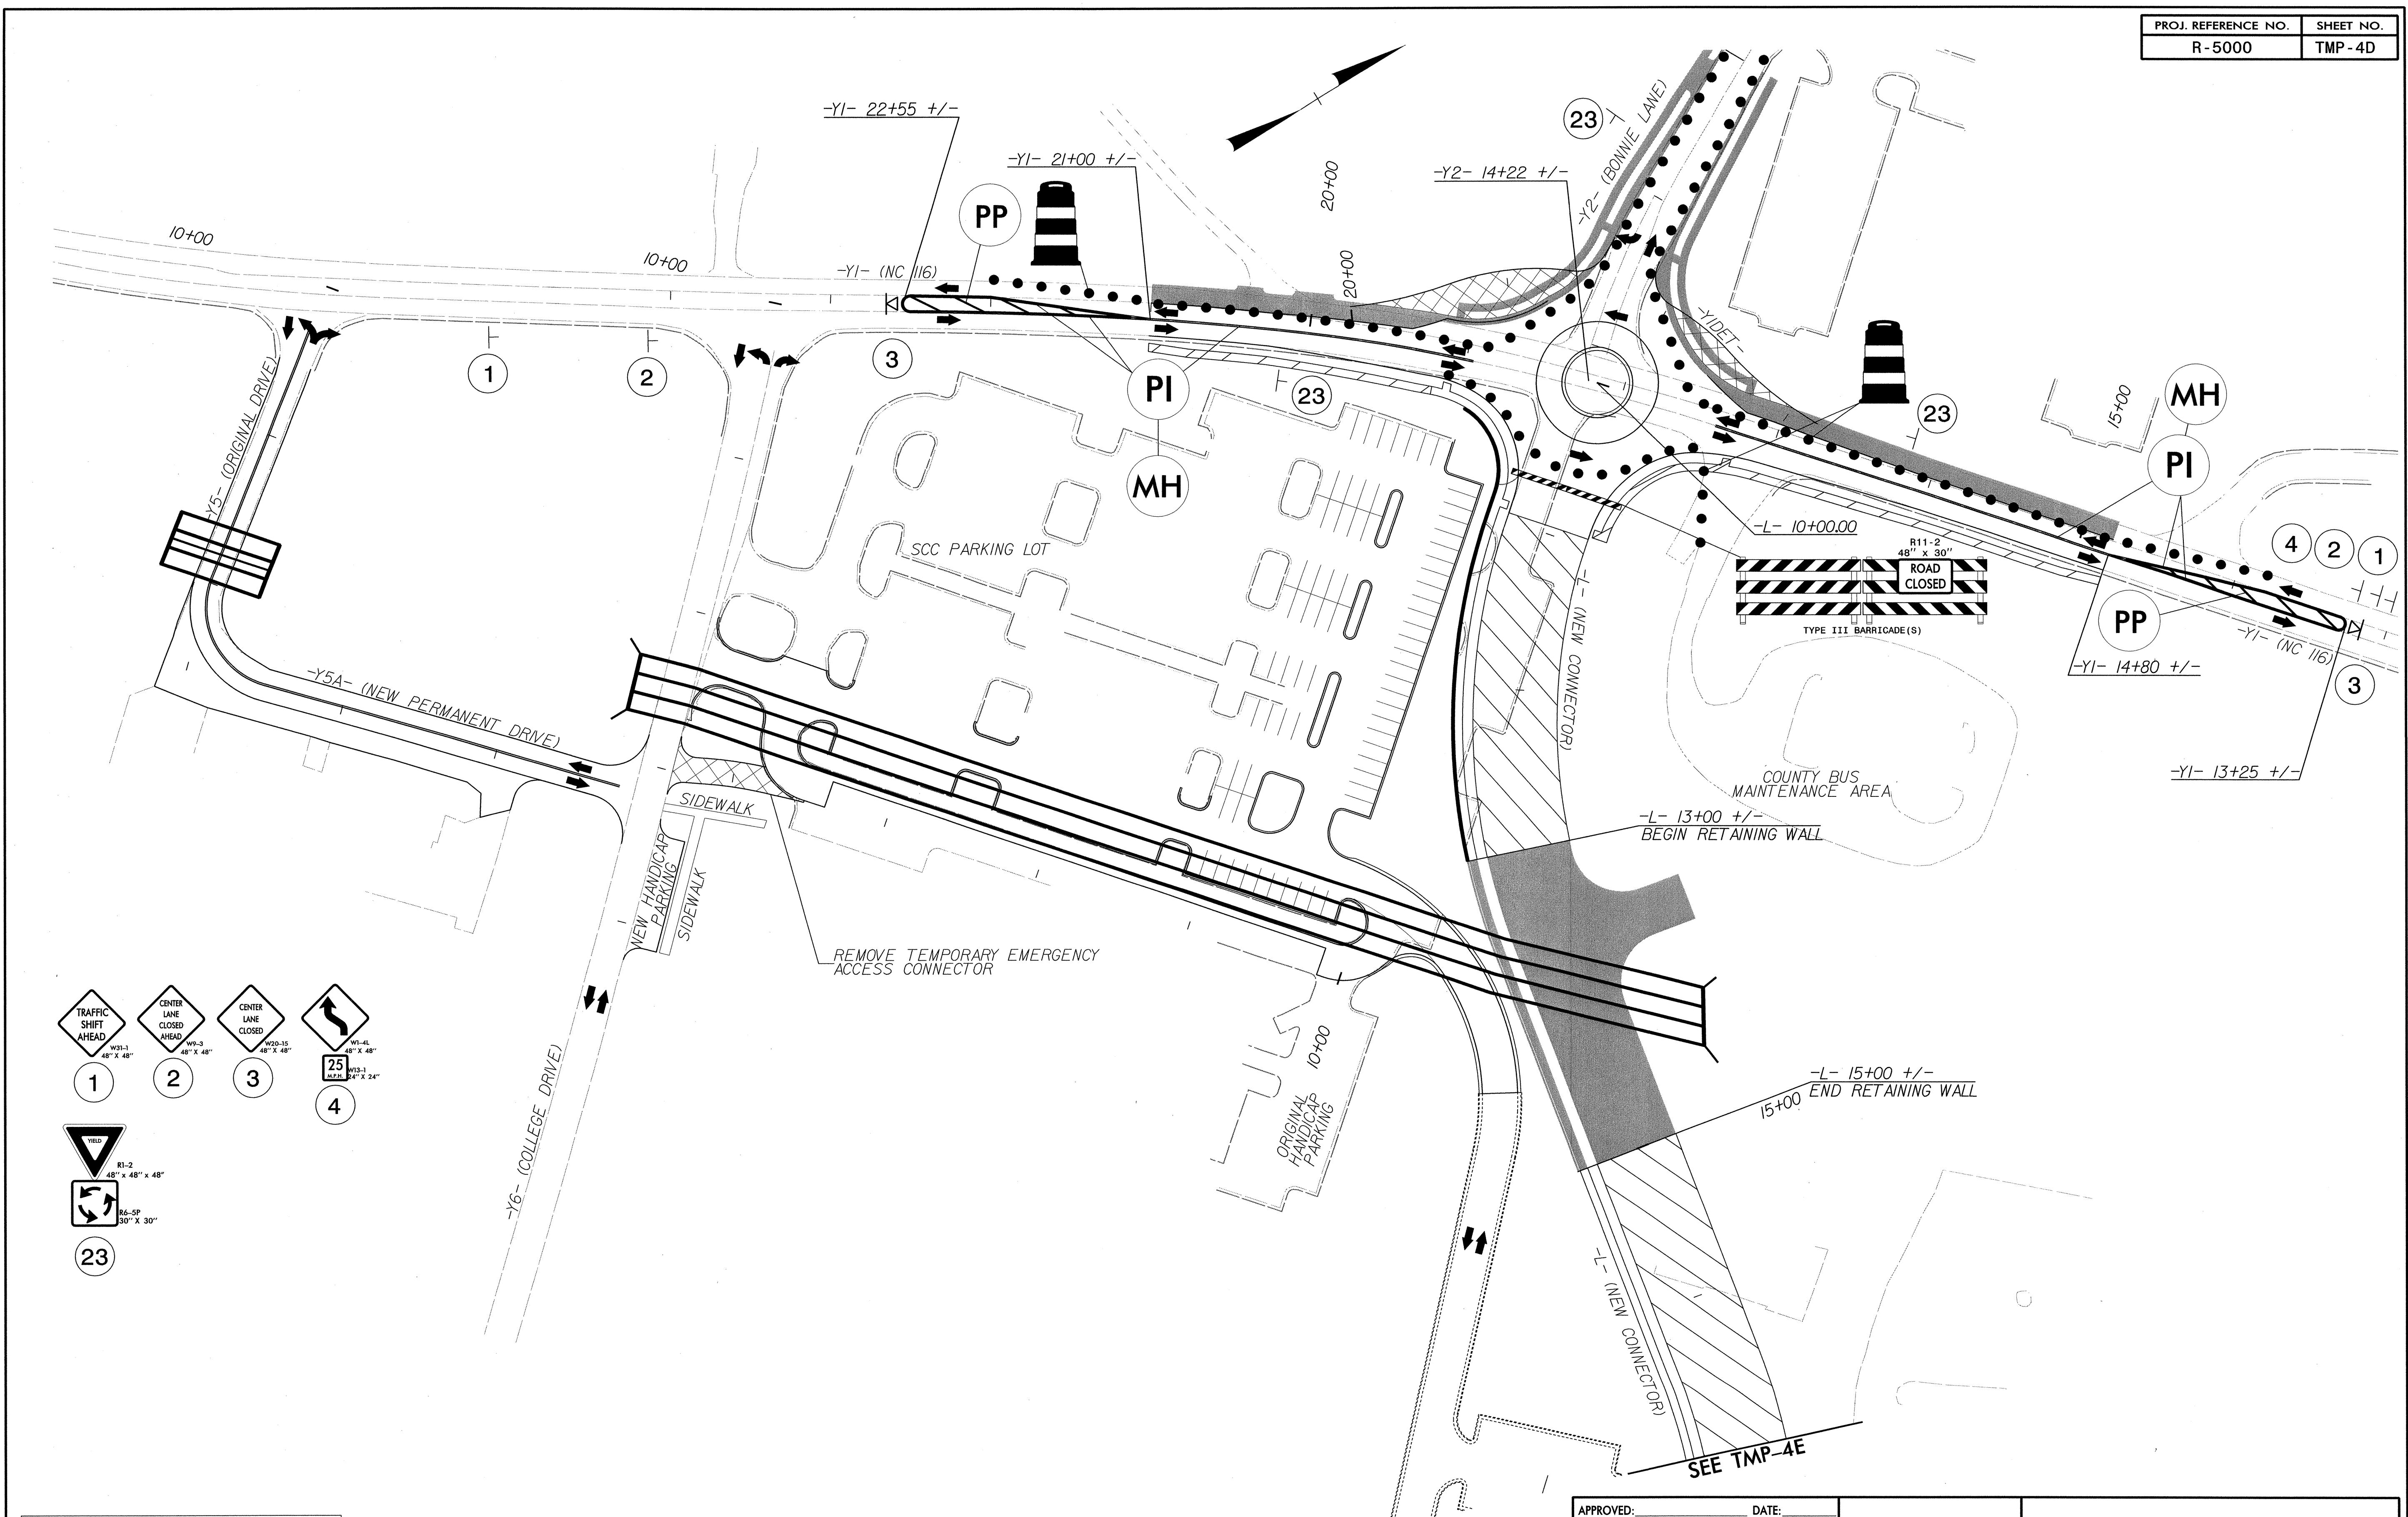 PROJ. REFERENCE NO.
SHEET NO.
R-5000
TMP-4D
-Y1- 22+55 +/-
-Y1- 21+00 +/-
20+00
-Y2- 14+22 +/-
23
-Y2- (BONNIE LANE)
PP
10+00
10+00
-Y1- (NC 116)
20+00
-Y1DET-
1
2
3
PI
23
23
15+00
MH
PI
MH
-Y5- (ORIGINAL DRIVE)
SCC PARKING LOT
-L- 10+00.00
R11-2
48" x 30"
ROAD
CLOSED
TYPE III BARRICADE(S)
4
2
1
PP
-Y1- (NC 116)
-Y1- 14+80 +/-
3
-L- (NEW CONNECTOR)
-Y5A- (NEW PERMANENT DRIVE)
-Y1- 13+25 +/-
COUNTY BUS
MAINTENANCE AREA
SIDEWALK
-L- 13+00 +/-
BEGIN RETAINING WALL
NEW HANDICAP
PARKING
SIDEWALK
REMOVE TEMPORARY EMERGENCY
ACCESS CONNECTOR
TRAFFIC
SHIFT
AHEAD
W31-1
48" X 48"
1
CENTER
LANE
CLOSED
AHEAD
W9-3
48" X 48"
2
CENTER
LANE
CLOSED
W20-15
48" X 48"
3
W1-4L
48" X 48"
25
M.P.H.
W13-1
24" X 24"
4
10+00
ORIGINAL
HANDICAP
PARKING
-L- 15+00 +/-
END RETAINING WALL
15+00
YIELD
R1-2
48" x 48" x 48"
R6-5P
30" X 30"
23
-Y6- (COLLEGE DRIVE)
-L- (NEW CONNECTOR)
SEE TMP-4E
APPROVED:
DATE: